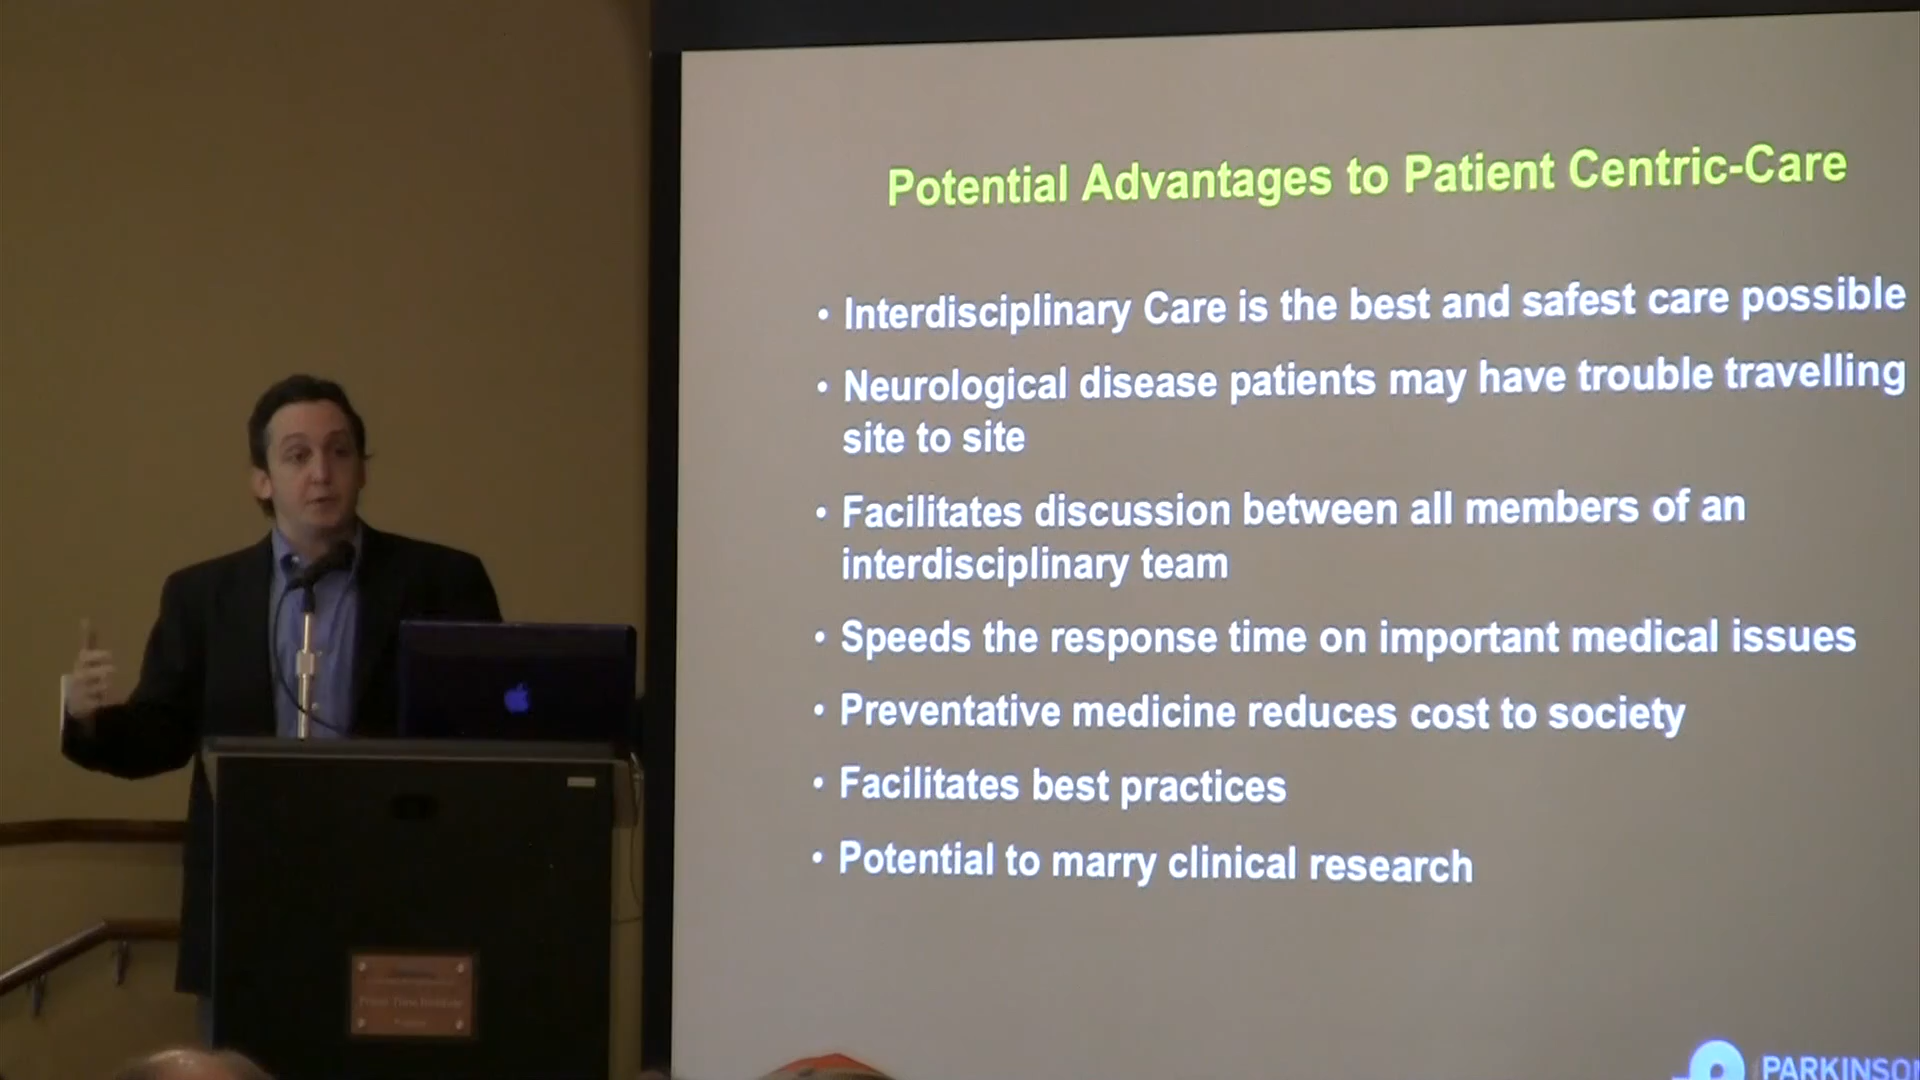 Potential Advantages to Patient Centric-Care
• Interdisciplinary Care is the best and safest care possible
• Neurological disease patients may have trouble travelling
site to site
• Facilitates discussion between all members of an
interdisciplinary team
• Speeds the response time on important medical issues
• Preventative medicine reduces cost to society
• Facilitates best practices
• Potential to marry clinical research
PARKINSO